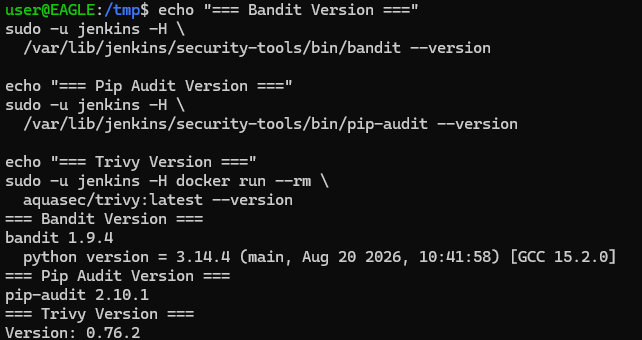 user@EAGLE:/tmp$ echo "=== Bandit Version ==="
sudo -u jenkins -H \
  /var/lib/jenkins/security-tools/bin/bandit --version

echo "=== Pip Audit Version ==="
sudo -u jenkins -H \
  /var/lib/jenkins/security-tools/bin/pip-audit --version

echo "=== Trivy Version ==="
sudo -u jenkins -H docker run --rm \
  aquasec/trivy:latest --version
=== Bandit Version ===
bandit 1.9.4
  python version = 3.14.4 (main, Aug 20 2026, 10:41:58) [GCC 15.2.0]
=== Pip Audit Version ===
pip-audit 2.10.1
=== Trivy Version ===
Version: 0.76.2